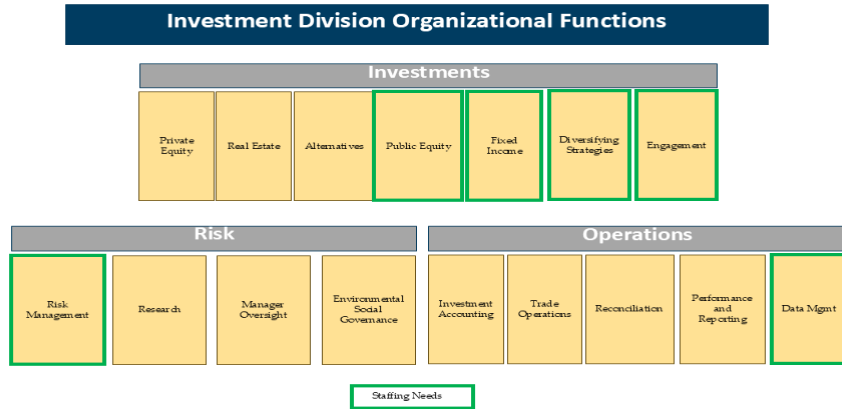 Investment Division Organizational Functions
Investments
Private
Equity
Real Estate
Alternatives
Public Equity
Fixed
Income
Diversifying
Strategies
Engagement
Risk
Operations
Risk
Management
Research
Manager
Oversight
Environmental
Social
Governance
Investment
Accounting
Trade
Operations
Reconciliation
Performance
and
Reporting
Data Mgmt
Staffing Needs